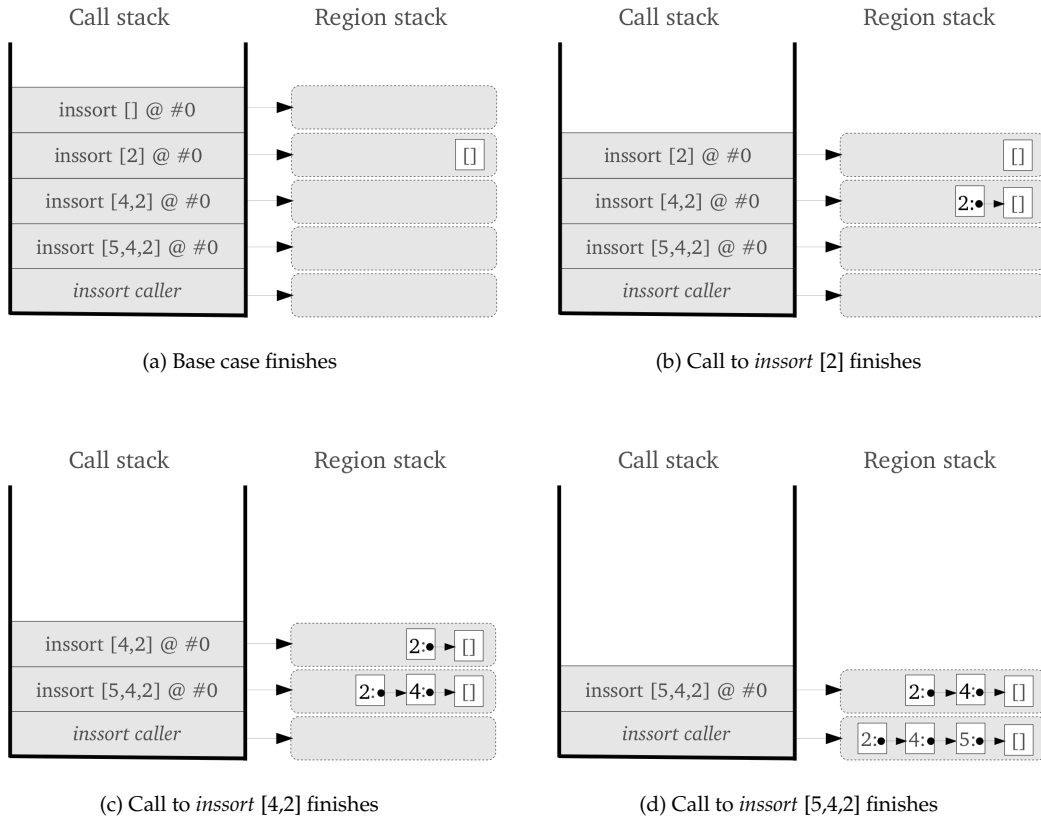 Call stack Region stack
inssort [] @ #0
inssort [2] @ #0 []
inssort [4,2] @ #0
inssort [5,4,2] @ #0
inssort caller
(a) Base case finishes
Call stack Region stack
inssort [2] @ #0 []
inssort [4,2] @ #0 2:• []
inssort [5,4,2] @ #0
inssort caller
(b) Call to inssort [2] finishes
Call stack Region stack
inssort [4,2] @ #0 2:• []
inssort [5,4,2] @ #0 2:• 4:• []
inssort caller
(c) Call to inssort [4,2] finishes
Call stack Region stack
inssort [5,4,2] @ #0 2:• 4:• []
inssort caller 2:• 4:• 5:• []
(d) Call to inssort [5,4,2] finishes